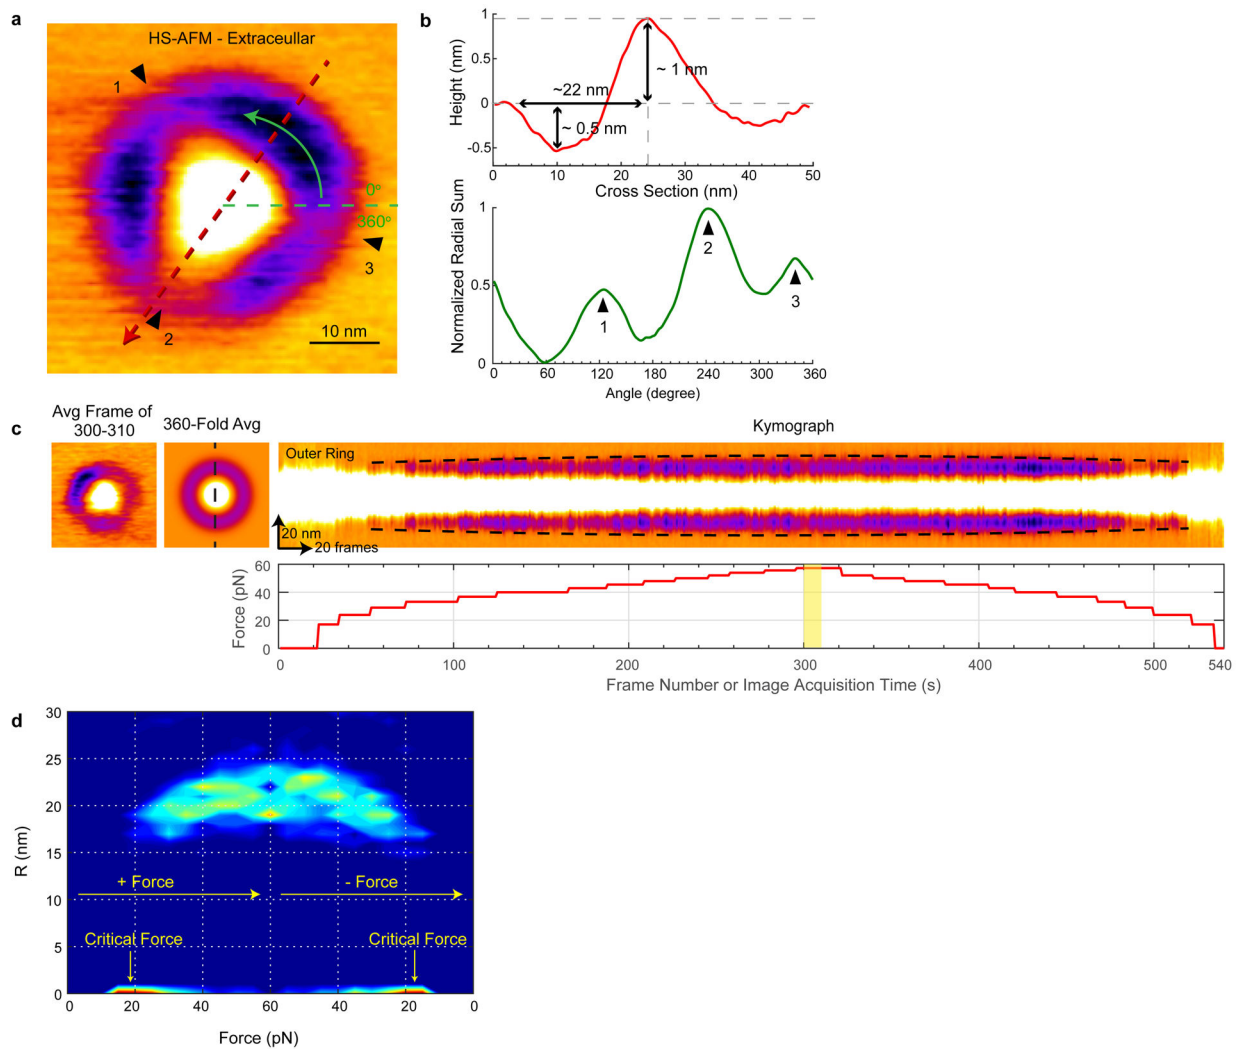 a
HS-AFM - Extraceullar
1
0°
360°
3
2
10 nm
b
Height (nm)
1
0.5
0
-0.5
~ 1 nm
~22 nm
~ 0.5 nm
0 10 20 30 40 50
Cross Section (nm)
Normalized Radial Sum
1
0.5
0
1
2
3
0 60 120 180 240 300 360
Angle (degree)
c
Avg Frame of
300-310
360-Fold Avg
Kymograph
Outer Ring
20 nm
20 frames
Force (pN)
60
40
20
0
0 100 200 300 400 500 540
Frame Number or Image Acquisition Time (s)
d
R (nm)
30
25
20
15
10
5
0
+ Force
- Force
Critical Force
Critical Force
0 20 40 60 40 20 0
Force (pN)